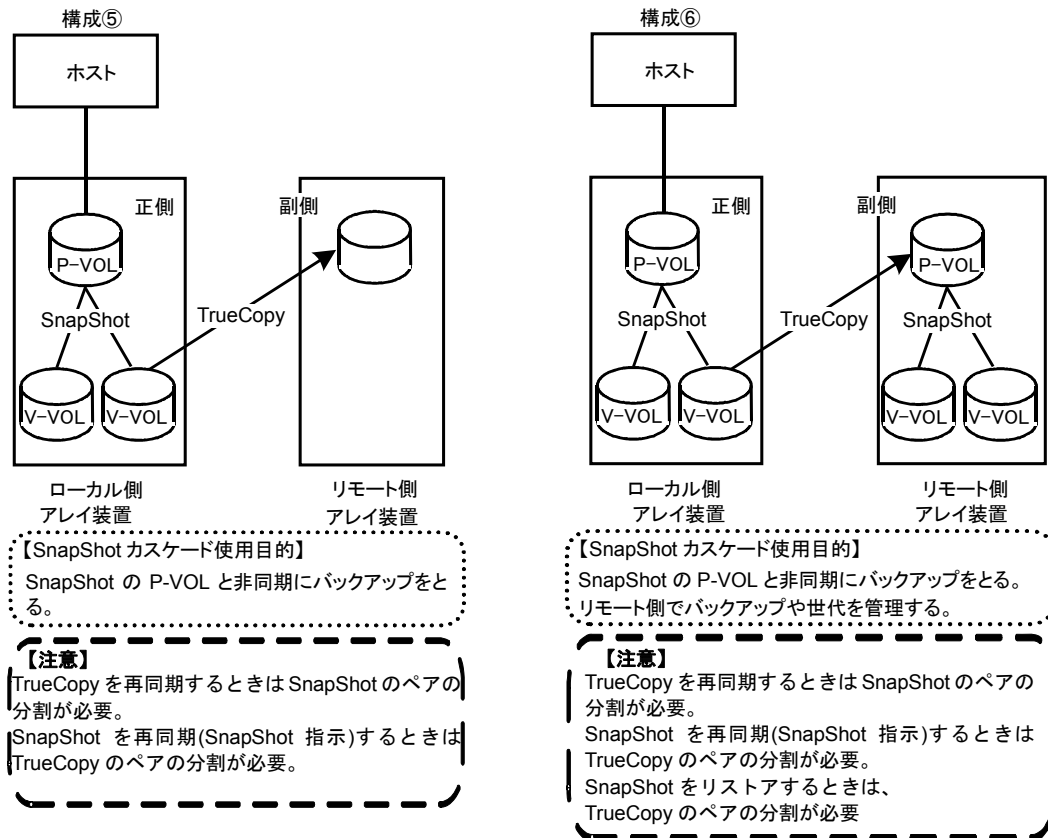 構成⑤
ホスト
正側
副側
P-VOL
SnapShot
TrueCopy
V-VOL
V-VOL
ローカル側
アレイ装置
リモート側
アレイ装置
【SnapShot カスケード使用目的】
SnapShot の P-VOL と非同期にバックアップをと
る。
【注意】
TrueCopy を再同期するときは SnapShot のペアの
分割が必要。
SnapShot を再同期(SnapShot 指示)するときは
TrueCopy のペアの分割が必要。
構成⑥
ホスト
正側
副側
P-VOL
P-VOL
SnapShot
TrueCopy
SnapShot
V-VOL
V-VOL
V-VOL
V-VOL
ローカル側
アレイ装置
リモート側
アレイ装置
【SnapShot カスケード使用目的】
SnapShot の P-VOL と非同期にバックアップをとる。
リモート側でバックアップや世代を管理する。
【注意】
TrueCopy を再同期するときは SnapShot のペアの
分割が必要。
SnapShot を再同期(SnapShot 指示)するときは
TrueCopy のペアの分割が必要。
SnapShot をリストアするときは、
TrueCopy のペアの分割が必要